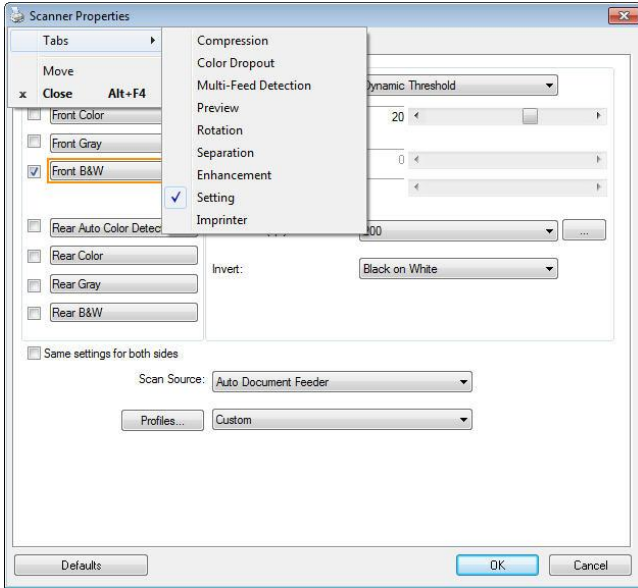 Scanner Properties
Tabs
Move
x Close Alt+F4
Compression
Color Dropout
Multi-Feed Detection
Preview
Rotation
Separation
Enhancement
Setting
Imprinter
Dynamic Threshold
Front Color
20
Front Gray
0
Front B&W
Rear Auto Color Detec
200
...
Rear Color
Invert: Black on White
Rear Gray
Rear B&W
Same settings for both sides
Scan Source: Auto Document Feeder
Profiles... Custom
Defaults OK Cancel